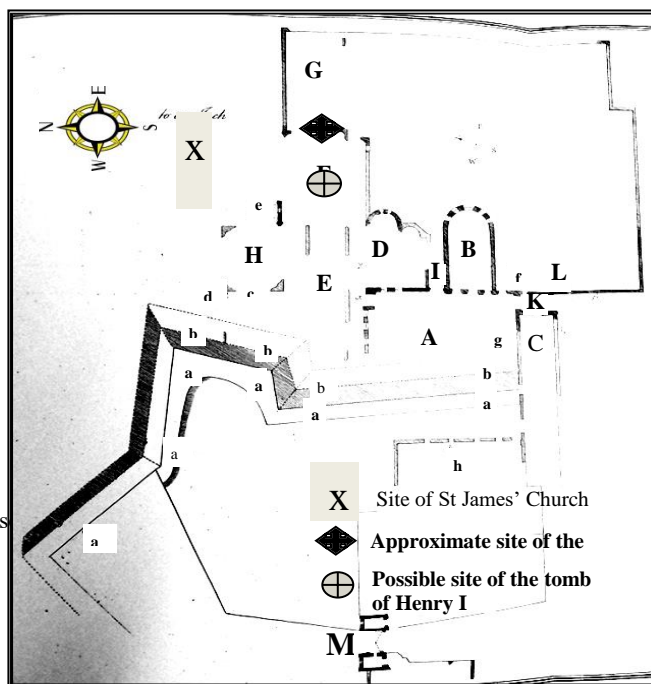 G
E
N
S
W
X
F
e
H
D
B
I
E
f
L
K
d
c
A
g
C
b
b
b
b
a
a
a
a
a
h
a
X Site of St James' Church
Approximate site of the
Possible site of the tomb
of Henry I
s
M